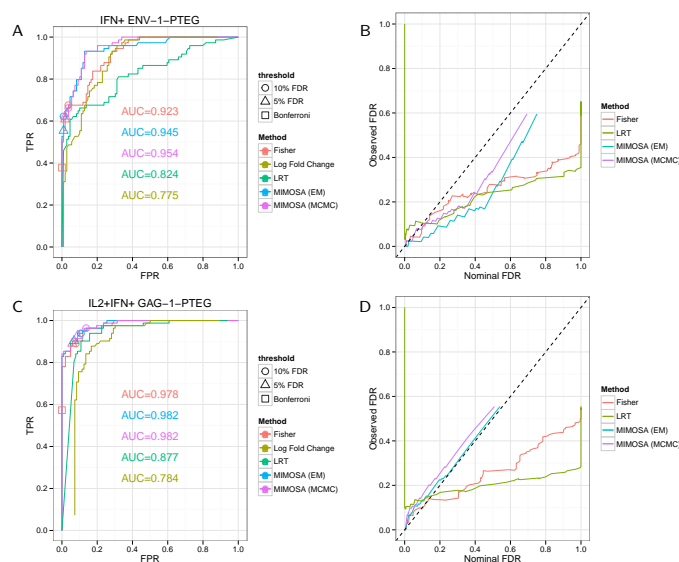 A
IFN+ ENV−1−PTEG
1.0
0.8
0.6
0.4
0.2
0.0
TPR
AUC=0.923
AUC=0.945
AUC=0.954
AUC=0.824
AUC=0.775
0.0 0.2 0.4 0.6 0.8 1.0
FPR
threshold
10% FDR
5% FDR
Bonferroni
Method
Fisher
Log Fold Change
LRT
MIMOSA (EM)
MIMOSA (MCMC)
B
1.0
0.8
0.6
0.4
0.2
0.0
Observed FDR
0.0 0.2 0.4 0.6 0.8 1.0
Nominal FDR
Method
Fisher
LRT
MIMOSA (EM)
MIMOSA (MCMC)
C
IL2+IFN+ GAG−1−PTEG
1.0
0.8
0.6
0.4
0.2
0.0
TPR
AUC=0.978
AUC=0.982
AUC=0.982
AUC=0.877
AUC=0.784
0.0 0.2 0.4 0.6 0.8 1.0
FPR
threshold
10% FDR
5% FDR
Bonferroni
Method
Fisher
Log Fold Change
LRT
MIMOSA (EM)
MIMOSA (MCMC)
D
1.0
0.8
0.6
0.4
0.2
0.0
Observed FDR
0.0 0.2 0.4 0.6 0.8 1.0
Nominal FDR
Method
Fisher
LRT
MIMOSA (EM)
MIMOSA (MCMC)